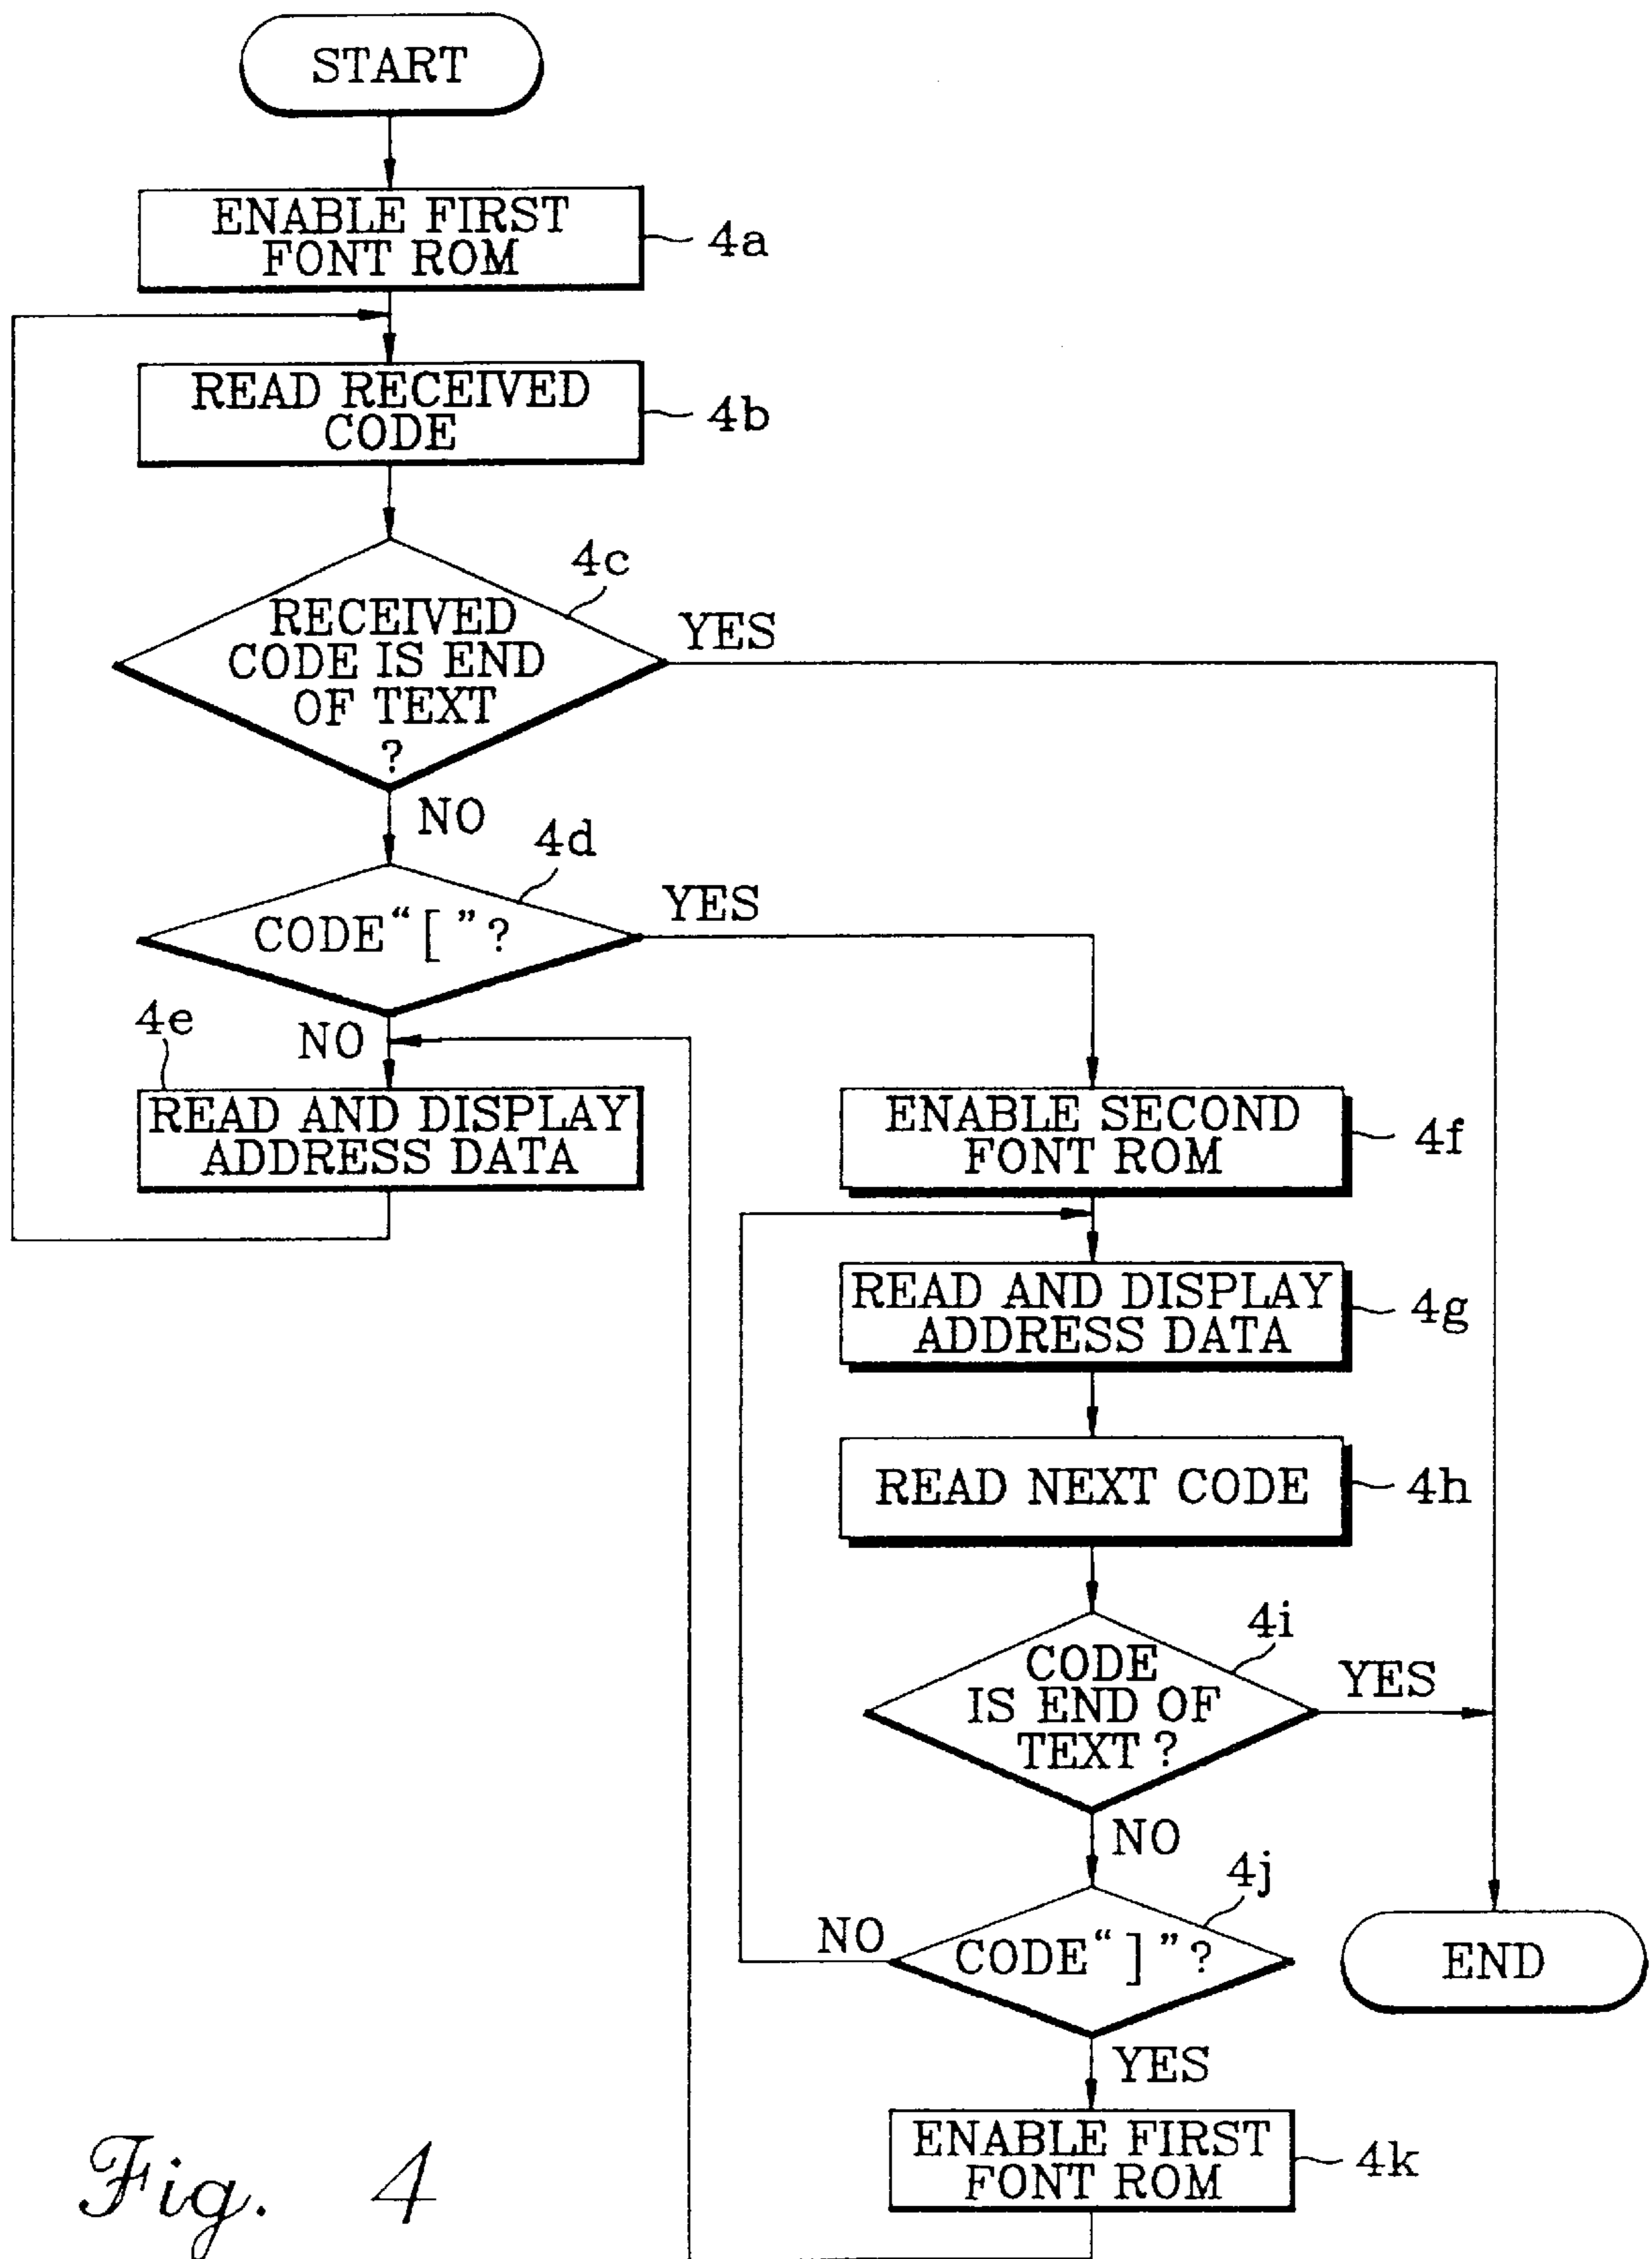 START
ENABLE FIRST
FONT ROM
4a
READ RECEIVED
CODE
4b
4c
RECEIVED
CODE IS END
OF TEXT
?
YES
NO
4d
CODE “ [ ” ?
YES
4e
NO
READ AND DISPLAY
ADDRESS DATA
ENABLE SECOND
FONT ROM
4f
READ AND DISPLAY
ADDRESS DATA
4g
READ NEXT CODE
4h
4i
CODE
IS END OF
TEXT ?
YES
NO
4j
NO
CODE “ ] ” ?
END
YES
ENABLE FIRST
FONT ROM
4k
Fig. 4